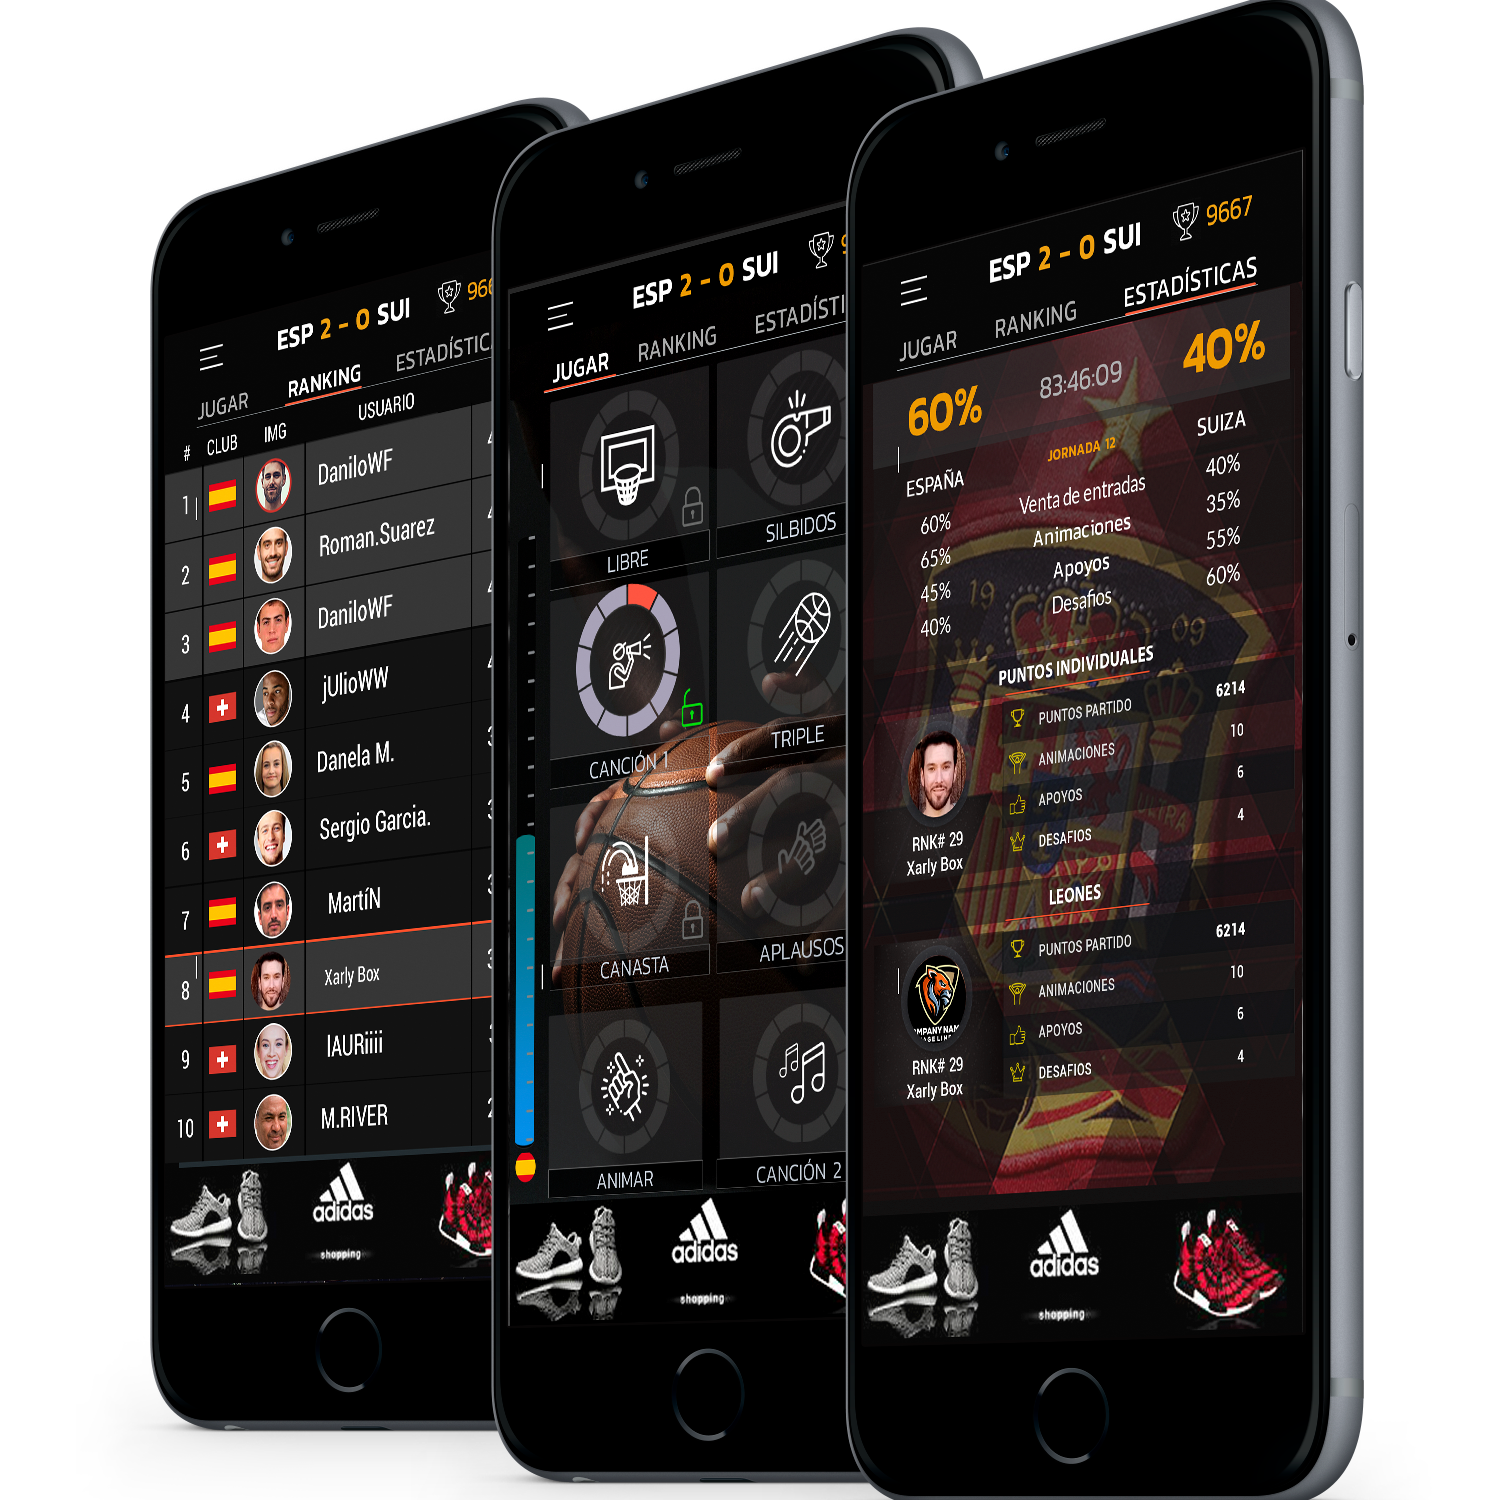 ESP 2 - 0 SUI
JUGAR RANKING
# CLUB IMG USUARIO
1 DaniloWF
2 Roman.Suarez
3 DaniloWF
4 jUlioWW
5 Danela M.
6 Sergio Garcia.
7 MartíN
8 Xarly Box
9 IAURiiii
10 M.RIVER
adidas
shopping
ESP 2 - 0 SUI
JUGAR RANKING
LIBRE SILBIDOS
CANCIÓN 1 TRIPLE
CANASTA APLAUSOS
ANIMAR CANCIÓN 2
adidas
shopping
ESP 2 - 0 SUI 9667
JUGAR RANKING ESTADÍSTICAS
60% 83:46:09 40%
JORNADA 12
ESPAÑA SUIZA
60% Venta de entradas 40%
65% Animaciones 35%
45% Apoyos 55%
40% Desafios 60%
19 09
PUNTOS INDIVIDUALES
PUNTOS PARTIDO 6214
ANIMACIONES 10
APOYOS 6
DESAFIOS 4
RNK# 29
Xarly Box
LEONES
PUNTOS PARTIDO 6214
ANIMACIONES 10
APOYOS 6
DESAFIOS 4
RNK# 29
Xarly Box
adidas
shopping